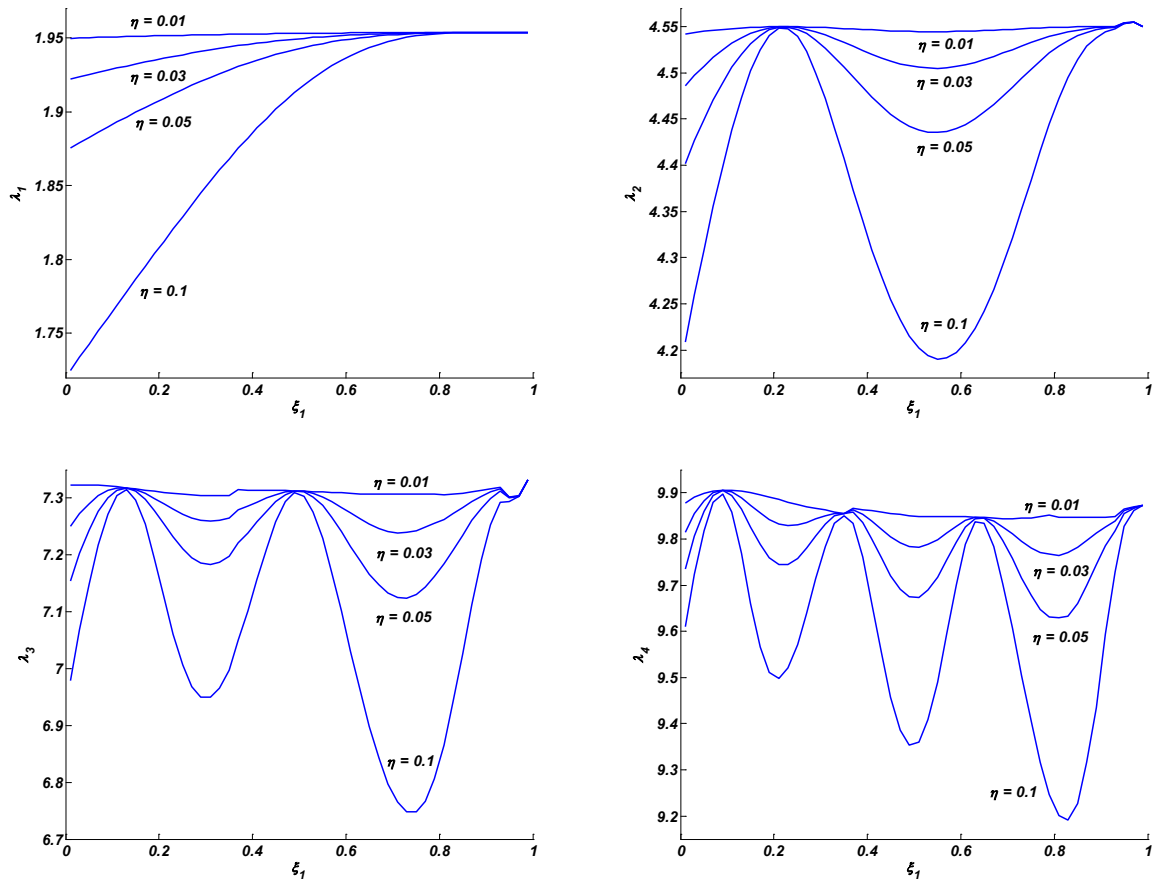 η = 0.01
1.95
η = 0.03
1.9
η = 0.05
1.85
λ1
1.8
η = 0.1
1.75
0 0.2 0.4 0.6 0.8 1
ξ1
4.55
η = 0.01
4.5
η = 0.03
4.45
η = 0.05
4.4
4.35
λ2
4.3
4.25
η = 0.1
4.2
0 0.2 0.4 0.6 0.8 1
ξ1
7.3
η = 0.01
7.2
η = 0.03
7.1
η = 0.05
λ3
7
6.9
η = 0.1
6.8
6.7
0 0.2 0.4 0.6 0.8 1
ξ1
9.9
η = 0.01
9.8
η = 0.03
9.7
9.6
η = 0.05
λ4
9.5
9.4
9.3
η = 0.1
9.2
0 0.2 0.4 0.6 0.8 1
ξ1